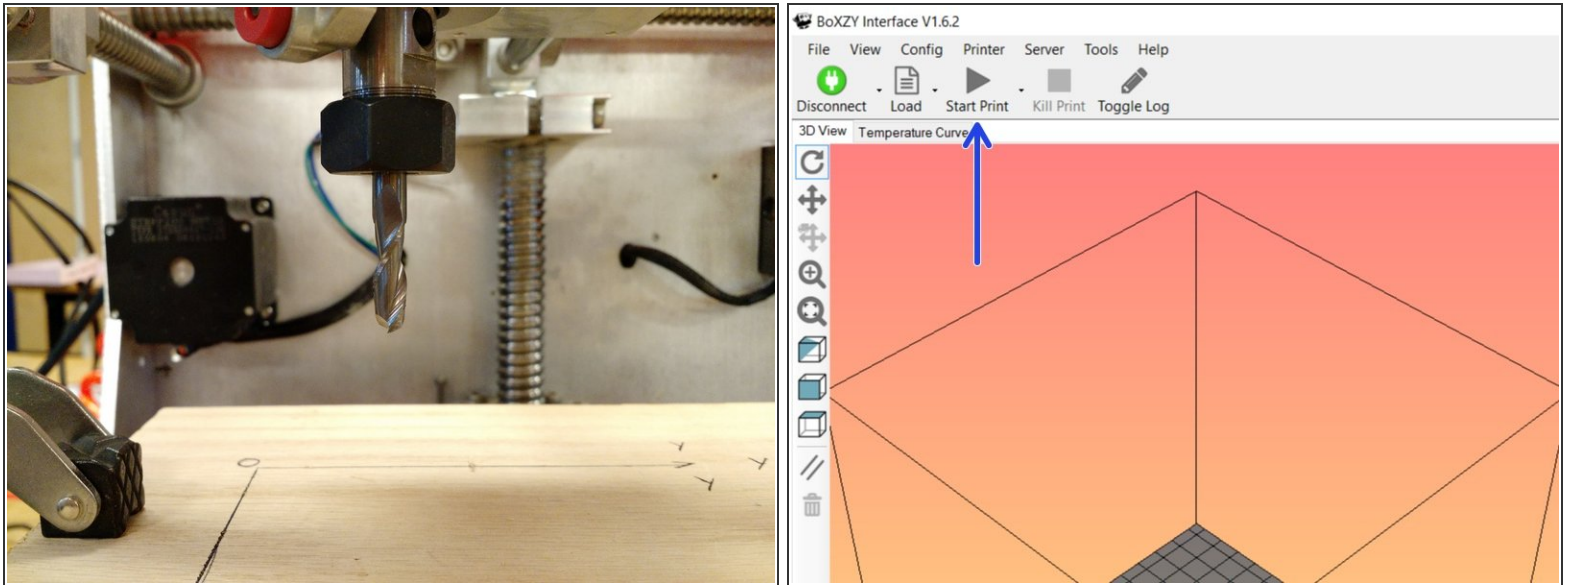 BoXZY Interface V1.6.2
File View Config Printer Server Tools Help
Disconnect Load Start Print Kill Print Toggle Log
3D View Temperature Curve
O